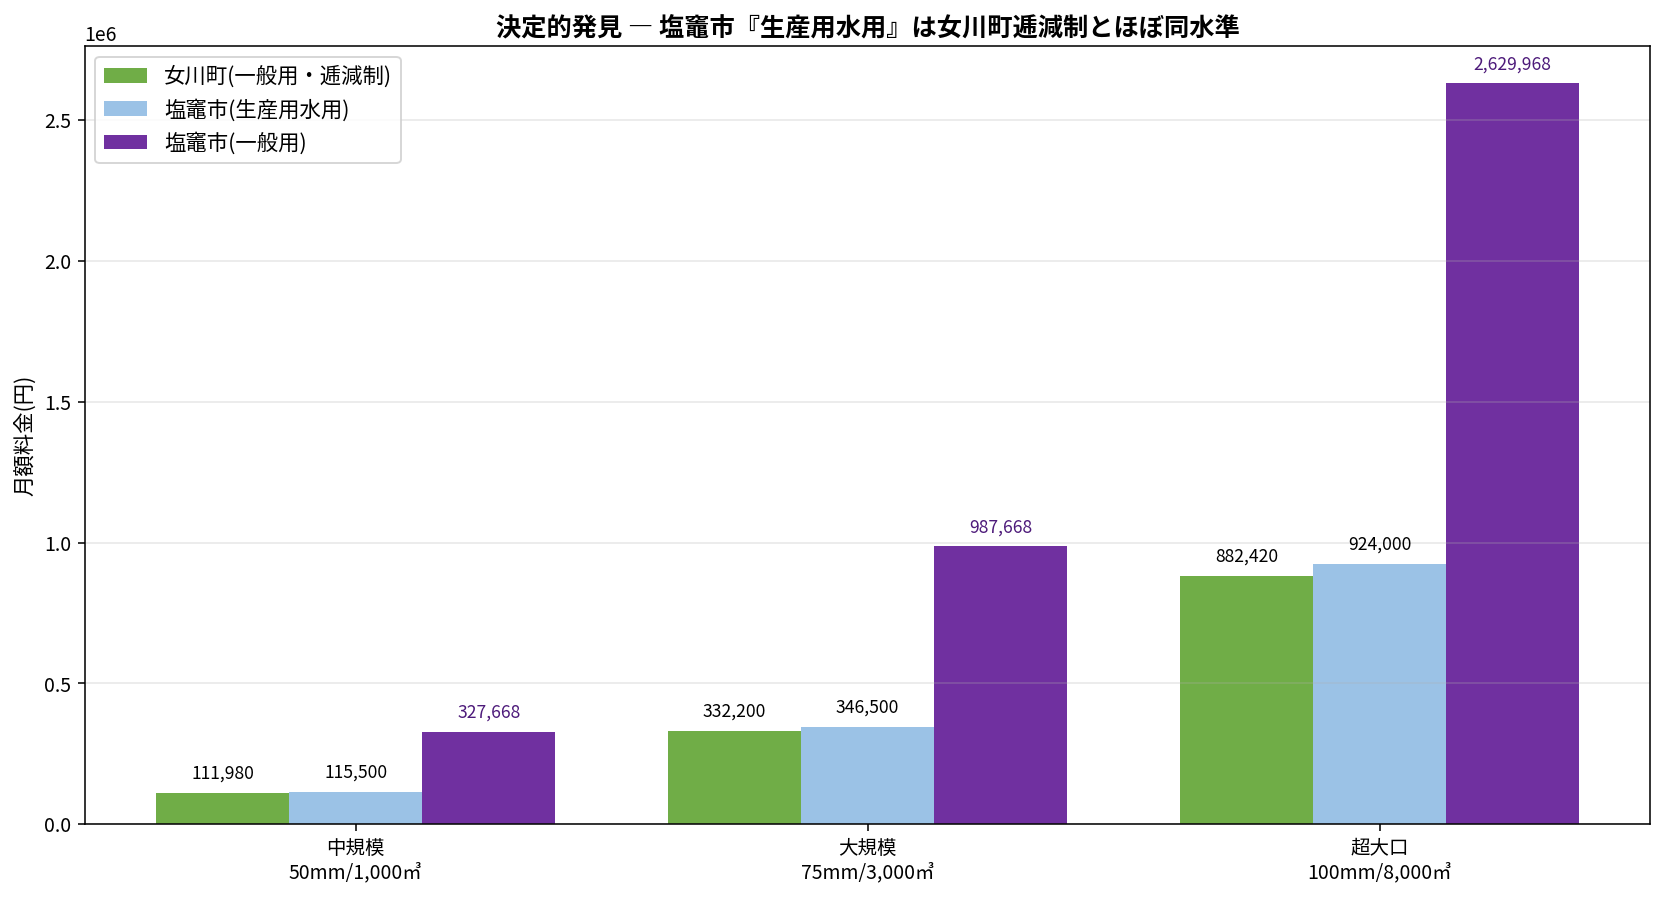 決定的発見 ― 塩竈市『生産用水用』は女川町逓減制とほぼ同水準
1e6
女川町(一般用・逓減制)
塩竈市(生産用水用)
塩竈市(一般用)
月額料金(円)
2.5
2.0
1.5
1.0
0.5
0.0
111,980
115,500
327,668
332,200
346,500
987,668
882,420
924,000
2,629,968
中規模
50mm/1,000㎥
大規模
75mm/3,000㎥
超大口
100mm/8,000㎥